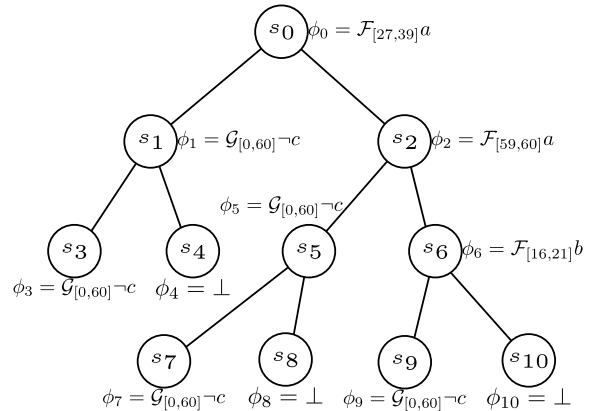 s₀ ϕ₀ = 𝓕[27,39]a
s₁ ϕ₁ = 𝓖[0,60]¬c
s₂ ϕ₂ = 𝓕[59,60]a
ϕ₅ = 𝓖[0,60]¬c
s₃
s₄
s₅
s₆ ϕ₆ = 𝓕[16,21]b
ϕ₃ = 𝓖[0,60]¬c
ϕ₄ = ⊥
s₇
s₈
s₉
s₁₀
ϕ₇ = 𝓖[0,60]¬c
ϕ₈ = ⊥
ϕ₉ = 𝓖[0,60]¬c
ϕ₁₀ = ⊥